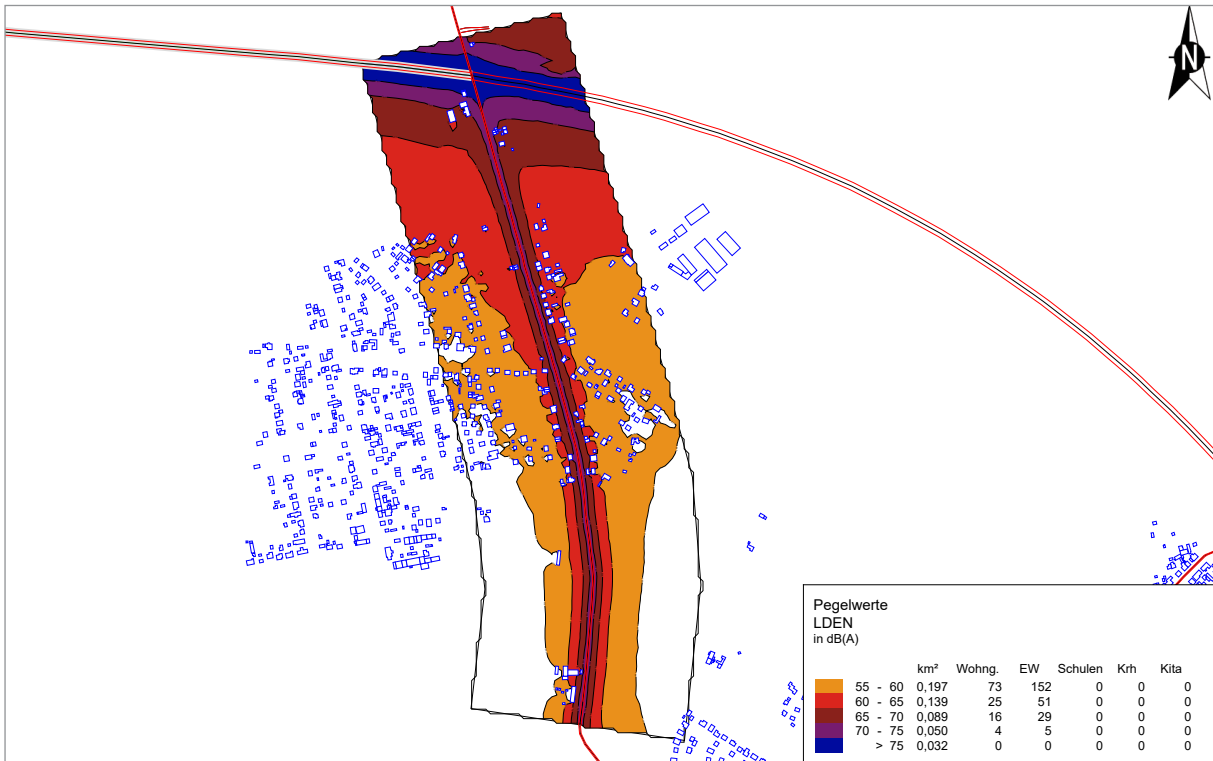 N
Pegelwerte
LDEN
in dB(A)
km² Wohng. EW Schulen Krh Kita
55 - 60 0,197 73 152 0 0 0
60 - 65 0,139 25 51 0 0 0
65 - 70 0,089 16 29 0 0 0
70 - 75 0,050 4 5 0 0 0
> 75 0,032 0 0 0 0 0